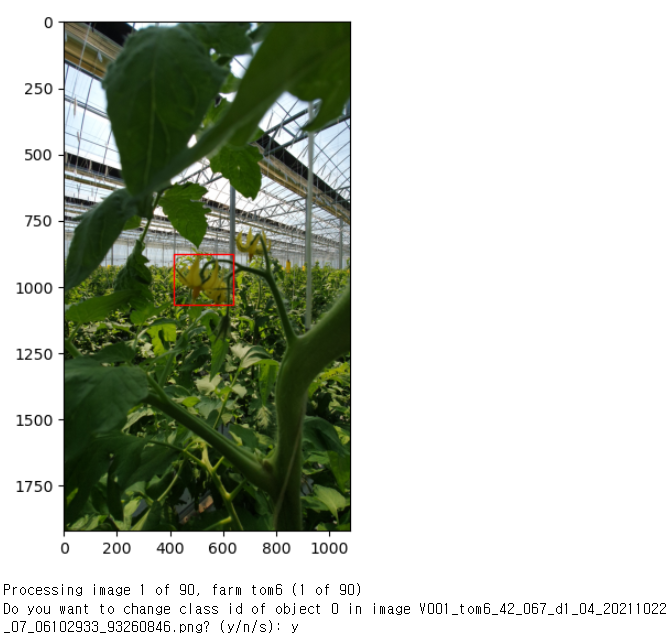 0
250
500
750
1000
1250
1500
1750
0 200 400 600 800 1000
Processing image 1 of 90, farm tom6 (1 of 90)
Do you want to change class id of object 0 in image V001_tom6_42_067_d1_04_20211022
_07_06102933_93260846.png? (y/n/s): y